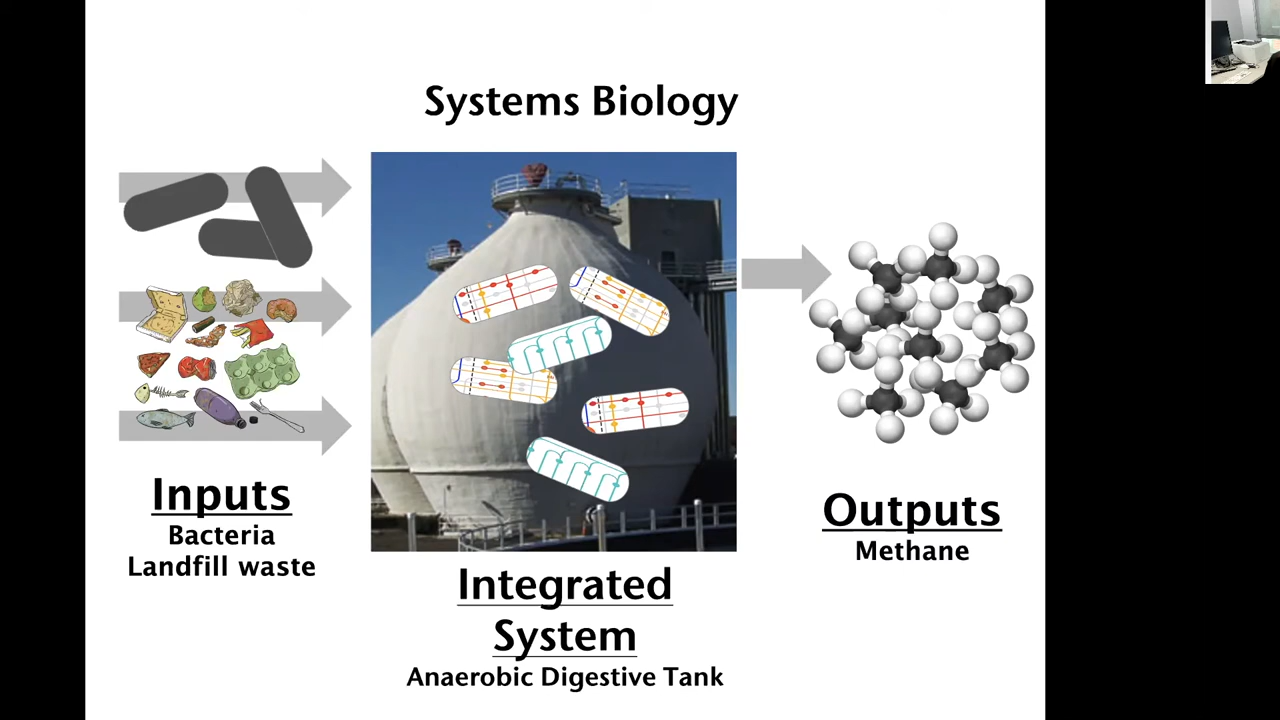 Systems Biology
Inputs
Bacteria
Landfill waste
Integrated
System
Anaerobic Digestive Tank
Outputs
Methane